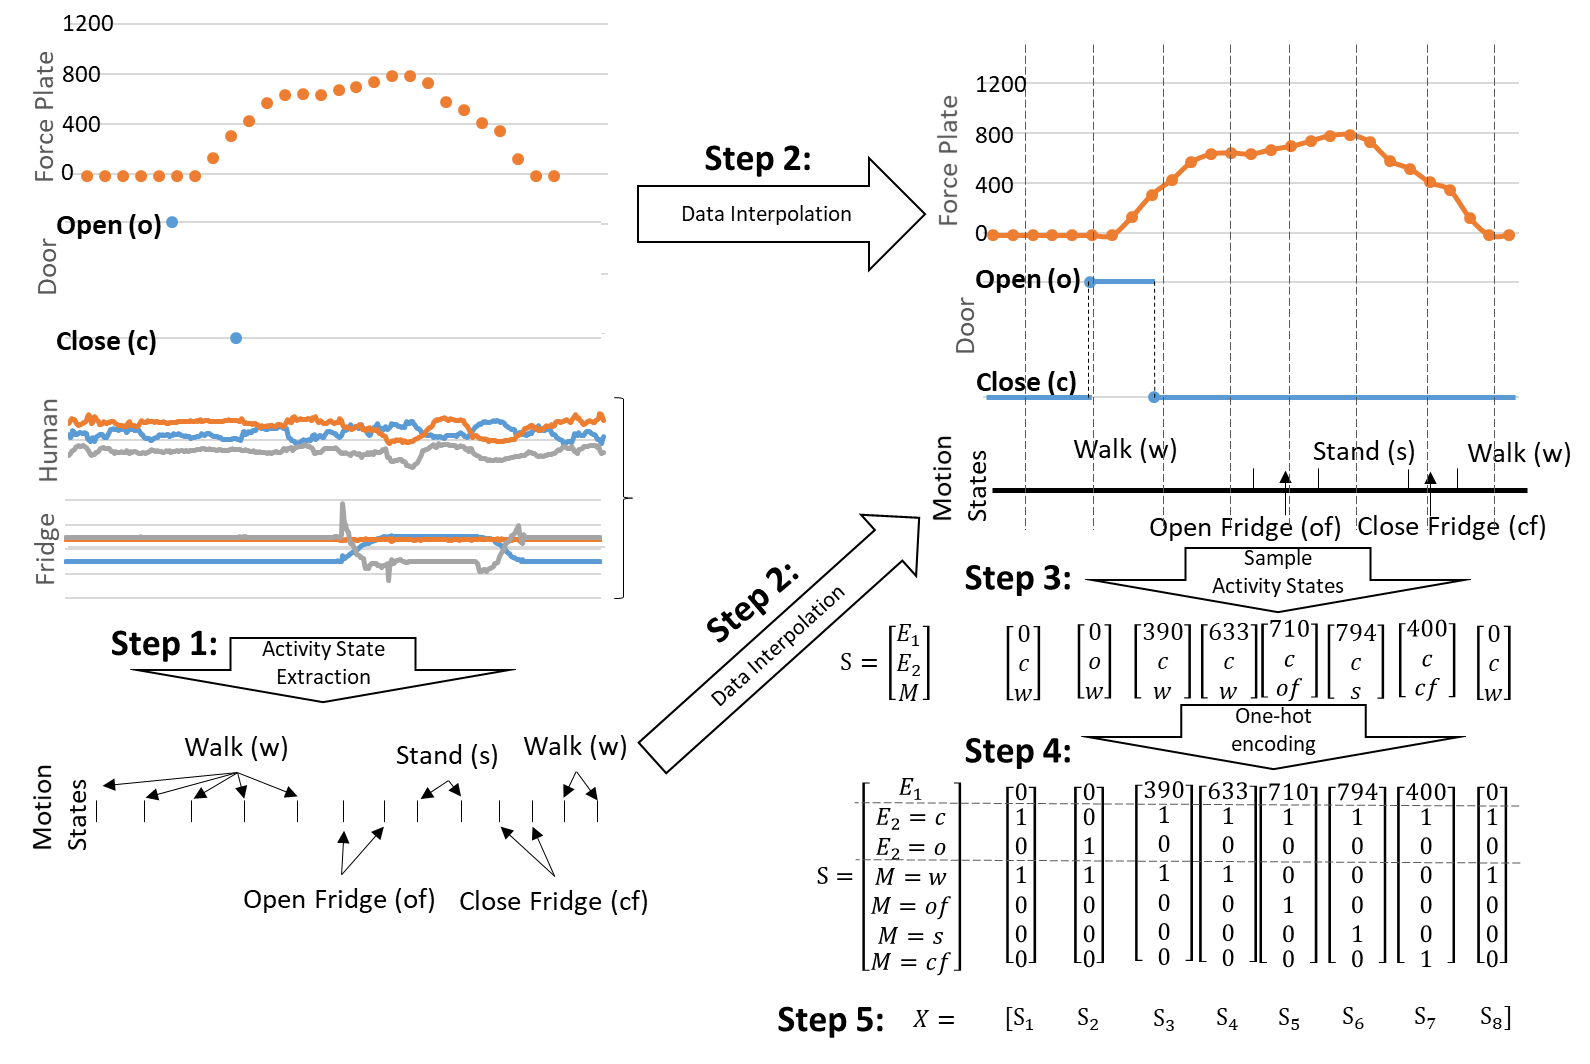 1200
800
400
0
Force Plate
Open (o)
Door
Close (c)
Human
Fridge
Step 1:
Activity State
Extraction
Walk (w)
Stand (s)
Walk (w)
Motion
States
Open Fridge (of)
Close Fridge (cf)
Step 2:
Data Interpolation
Step 2:
Data Interpolation
1200
800
400
0
Force Plate
Open (o)
Door
Close (c)
Walk (w)
Stand (s)
Walk (w)
Motion
States
Open Fridge (of)
Close Fridge (cf)
Step 3:
Sample
Activity States
S = [E₁ E₂ M]
0 0 390 633 710 794 400 0
c o c c c c c c
w w w w of s cf w
Step 4:
One-hot
encoding
S =
E₁ 0 0 390 633 710 794 400 0
E₂ = c 1 0 1 1 1 1 1 1
E₂ = o 0 1 0 0 0 0 0 0
M = w 1 1 1 1 0 0 0 1
M = of 0 0 0 0 1 0 0 0
M = s 0 0 0 0 0 1 0 0
M = cf 0 0 0 0 0 0 1 0
Step 5: X = [S₁ S₂ S₃ S₄ S₅ S₆ S₇ S₈]